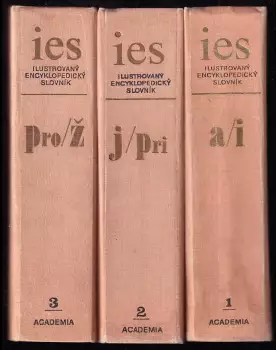 ies
ILUSTROVANÝ
ENCYKLOPEDICKÝ
SLOVNÍK
pro/ž
3
ACADEMIA
ies
ILUSTROVANÝ
ENCYKLOPEDICKÝ
SLOVNÍK
j/pri
2
ACADEMIA
ies
ILUSTROVANÝ
ENCYKLOPEDICKÝ
SLOVNÍK
a/i
1
ACADEMIA